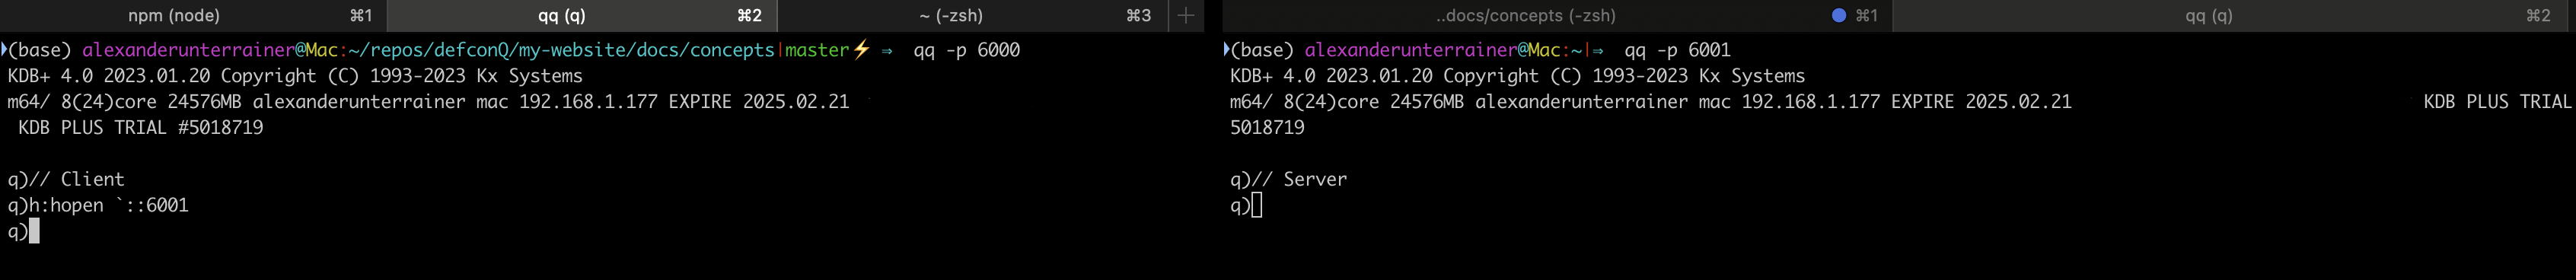 npm (node) ⌘1 qq (q) ⌘2 ~ (-zsh) ⌘3 +
(base) alexanderunterrainer@Mac:~/repos/defconQ/my-website/docs/concepts|master⚡ ⇒ qq -p 6000
KDB+ 4.0 2023.01.20 Copyright (C) 1993-2023 Kx Systems
m64/ 8(24)core 24576MB alexanderunterrainer mac 192.168.1.177 EXPIRE 2025.02.21
KDB PLUS TRIAL #5018719
q)// Client
q)h:hopen `::6001
q)
..docs/concepts (-zsh) ⌘1 qq (q) ⌘2
(base) alexanderunterrainer@Mac:~|⇒ qq -p 6001
KDB+ 4.0 2023.01.20 Copyright (C) 1993-2023 Kx Systems
m64/ 8(24)core 24576MB alexanderunterrainer mac 192.168.1.177 EXPIRE 2025.02.21 KDB PLUS TRIAL
5018719
q)// Server
q)